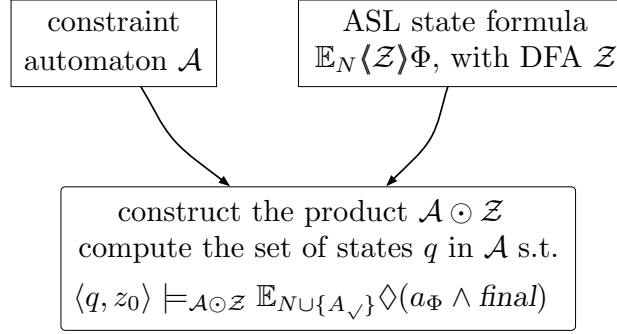 constraint
automaton 𝒜
ASL state formula
𝔼_N⟪𝒵⟫Φ, with DFA 𝒵
construct the product 𝒜 ⊙ 𝒵
compute the set of states q in 𝒜 s.t.
⟨q, z₀⟩ ⊨_{𝒜⊙𝒵} 𝔼_{N∪{A_√}}◊(a_Φ ∧ final)